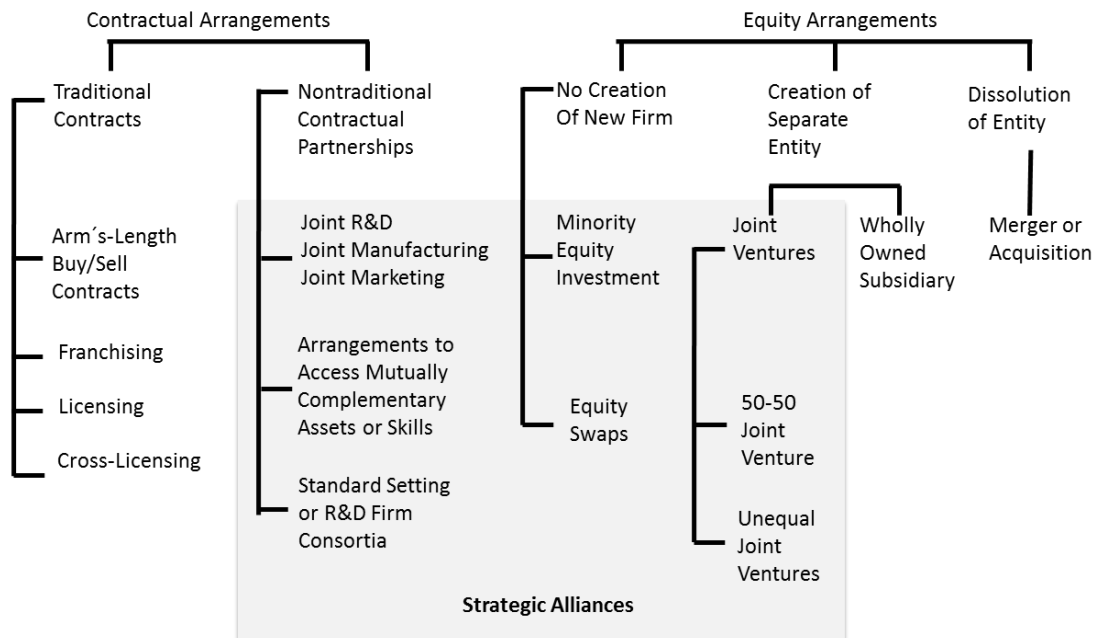 Contractual Arrangements
Equity Arrangements
Traditional
Contracts
Nontraditional
Contractual
Partnerships
No Creation
Of New Firm
Creation of
Separate
Entity
Dissolution
of Entity
Arm´s-Length
Buy/Sell
Contracts
Franchising
Licensing
Cross-Licensing
Joint R&D
Joint Manufacturing
Joint Marketing
Arrangements to
Access Mutually
Complementary
Assets or Skills
Standard Setting
or R&D Firm
Consortia
Minority
Equity
Investment
Equity
Swaps
Joint
Ventures
50-50
Joint
Venture
Unequal
Joint
Ventures
Wholly
Owned
Subsidiary
Merger or
Acquisition
Strategic Alliances